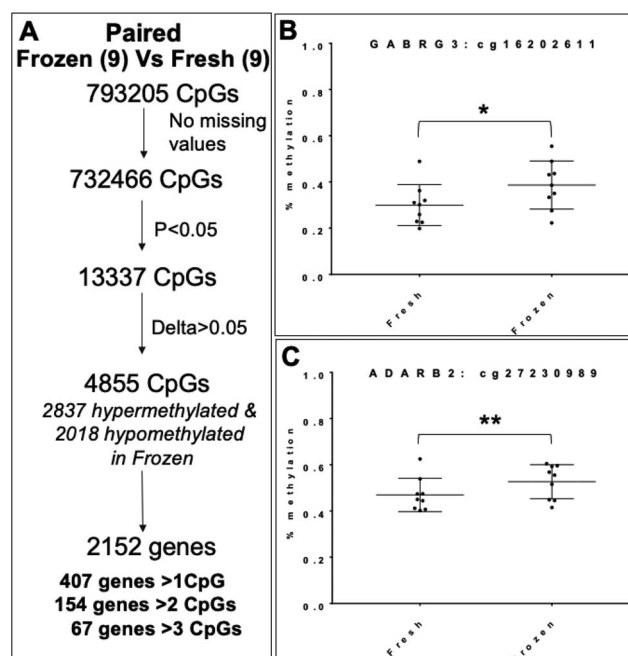 A
Paired
Frozen (9) Vs Fresh (9)
793205 CpGs
No missing
values
732466 CpGs
P<0.05
13337 CpGs
Delta>0.05
4855 CpGs
2837 hypermethylated &
2018 hypomethylated
in Frozen
2152 genes
407 genes >1CpG
154 genes >2 CpGs
67 genes >3 CpGs
B
GABRG3: cg16202611
% methylation
1.0
0.8
0.6
0.4
0.2
0.0
*
Fresh
Frozen
C
ADARB2: cg27230989
% methylation
1.0
0.8
0.6
0.4
0.2
0.0
**
Fresh
Frozen